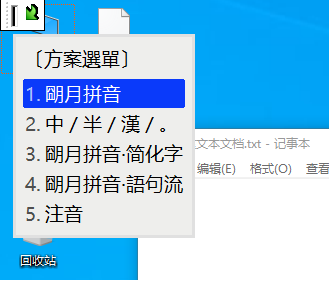 〔方案選單〕
1. 朙月拼音
2. 中 / 半 / 漢 / 。
3. 朙月拼音·简化字
4. 朙月拼音·語句流
5. 注音
文本文档.txt - 记事本
编辑(E) 格式(O) 查看
回收站